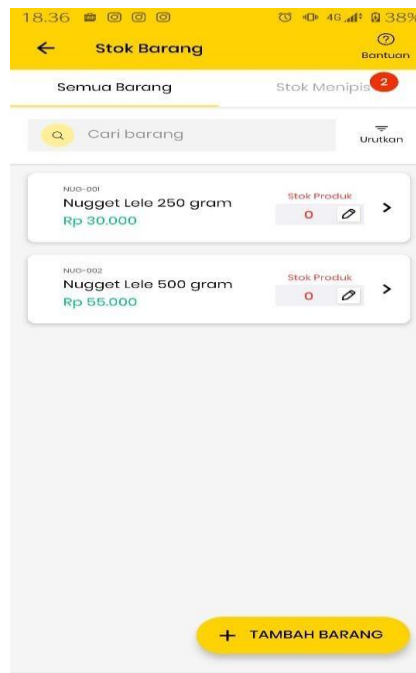 18.36 4G 38%
Stok Barang
Bantuan
Semua Barang
Stok Menipis 2
Cari barang
Urutkan
NUG-001
Nugget Lele 250 gram
Rp 30.000
Stok Produk
0
NUG-002
Nugget Lele 500 gram
Rp 55.000
Stok Produk
0
+ TAMBAH BARANG